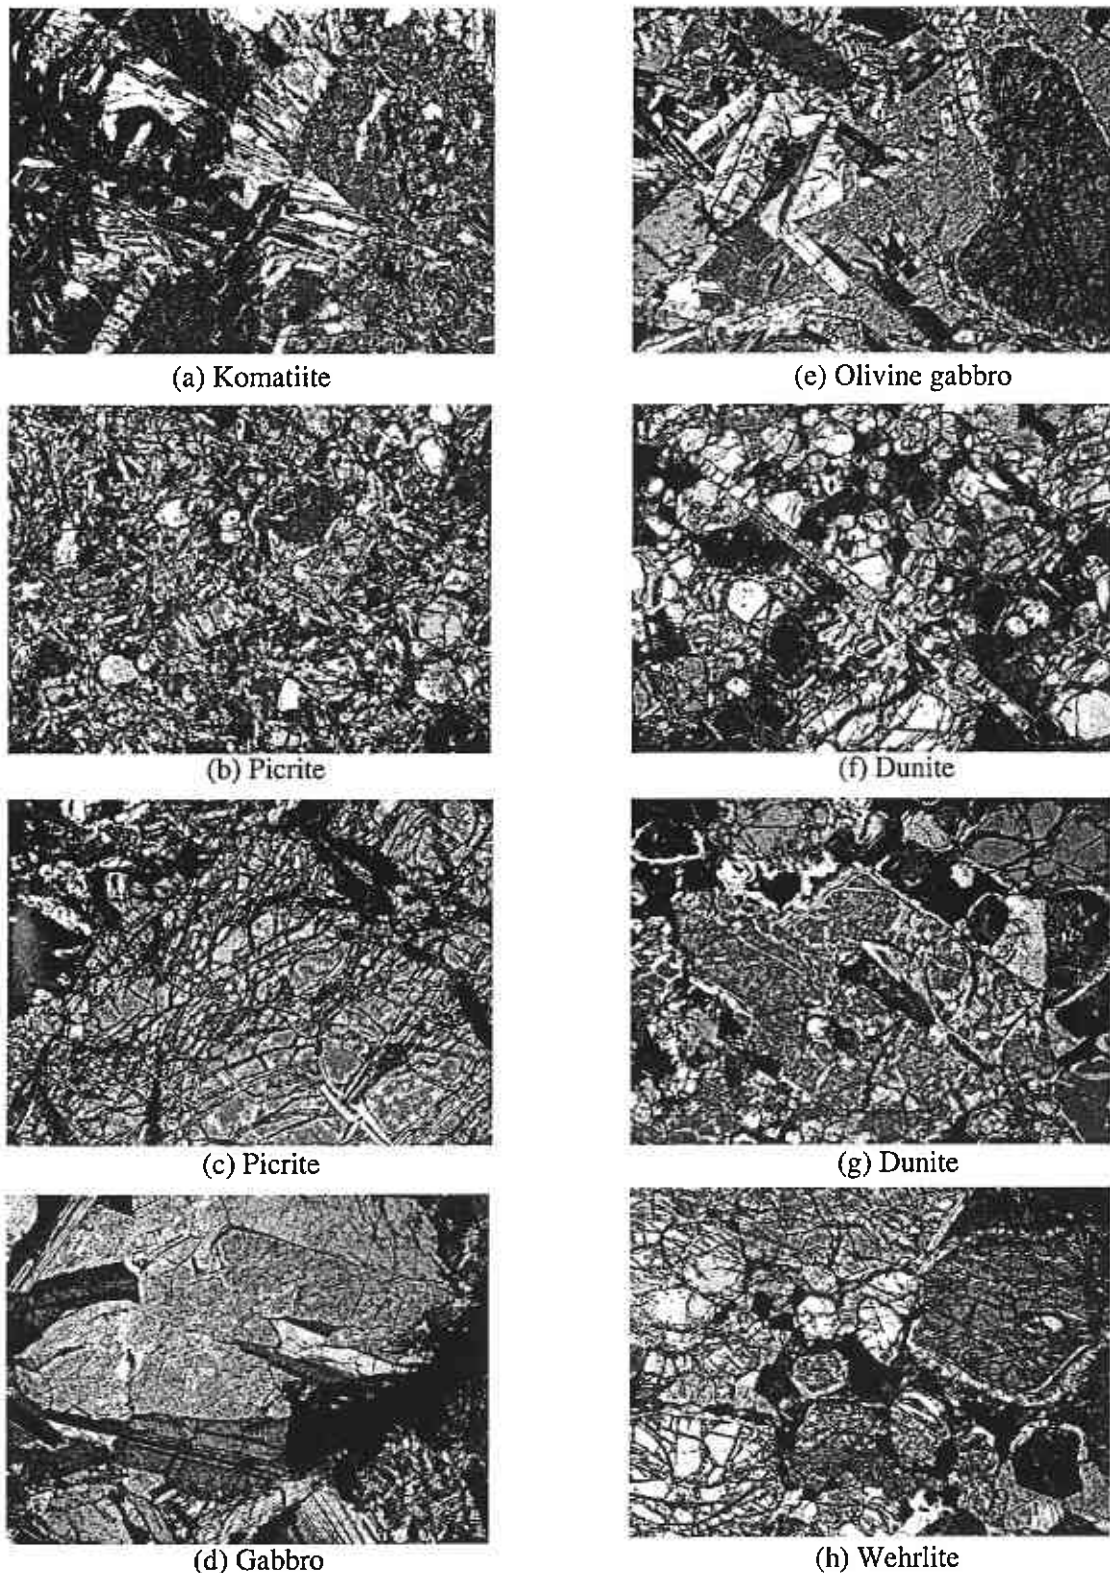 (a) Komatiite
(e) Olivine gabbro
(b) Picrite
(f) Dunite
(c) Picrite
(g) Dunite
(d) Gabbro
(h) Wehrlite